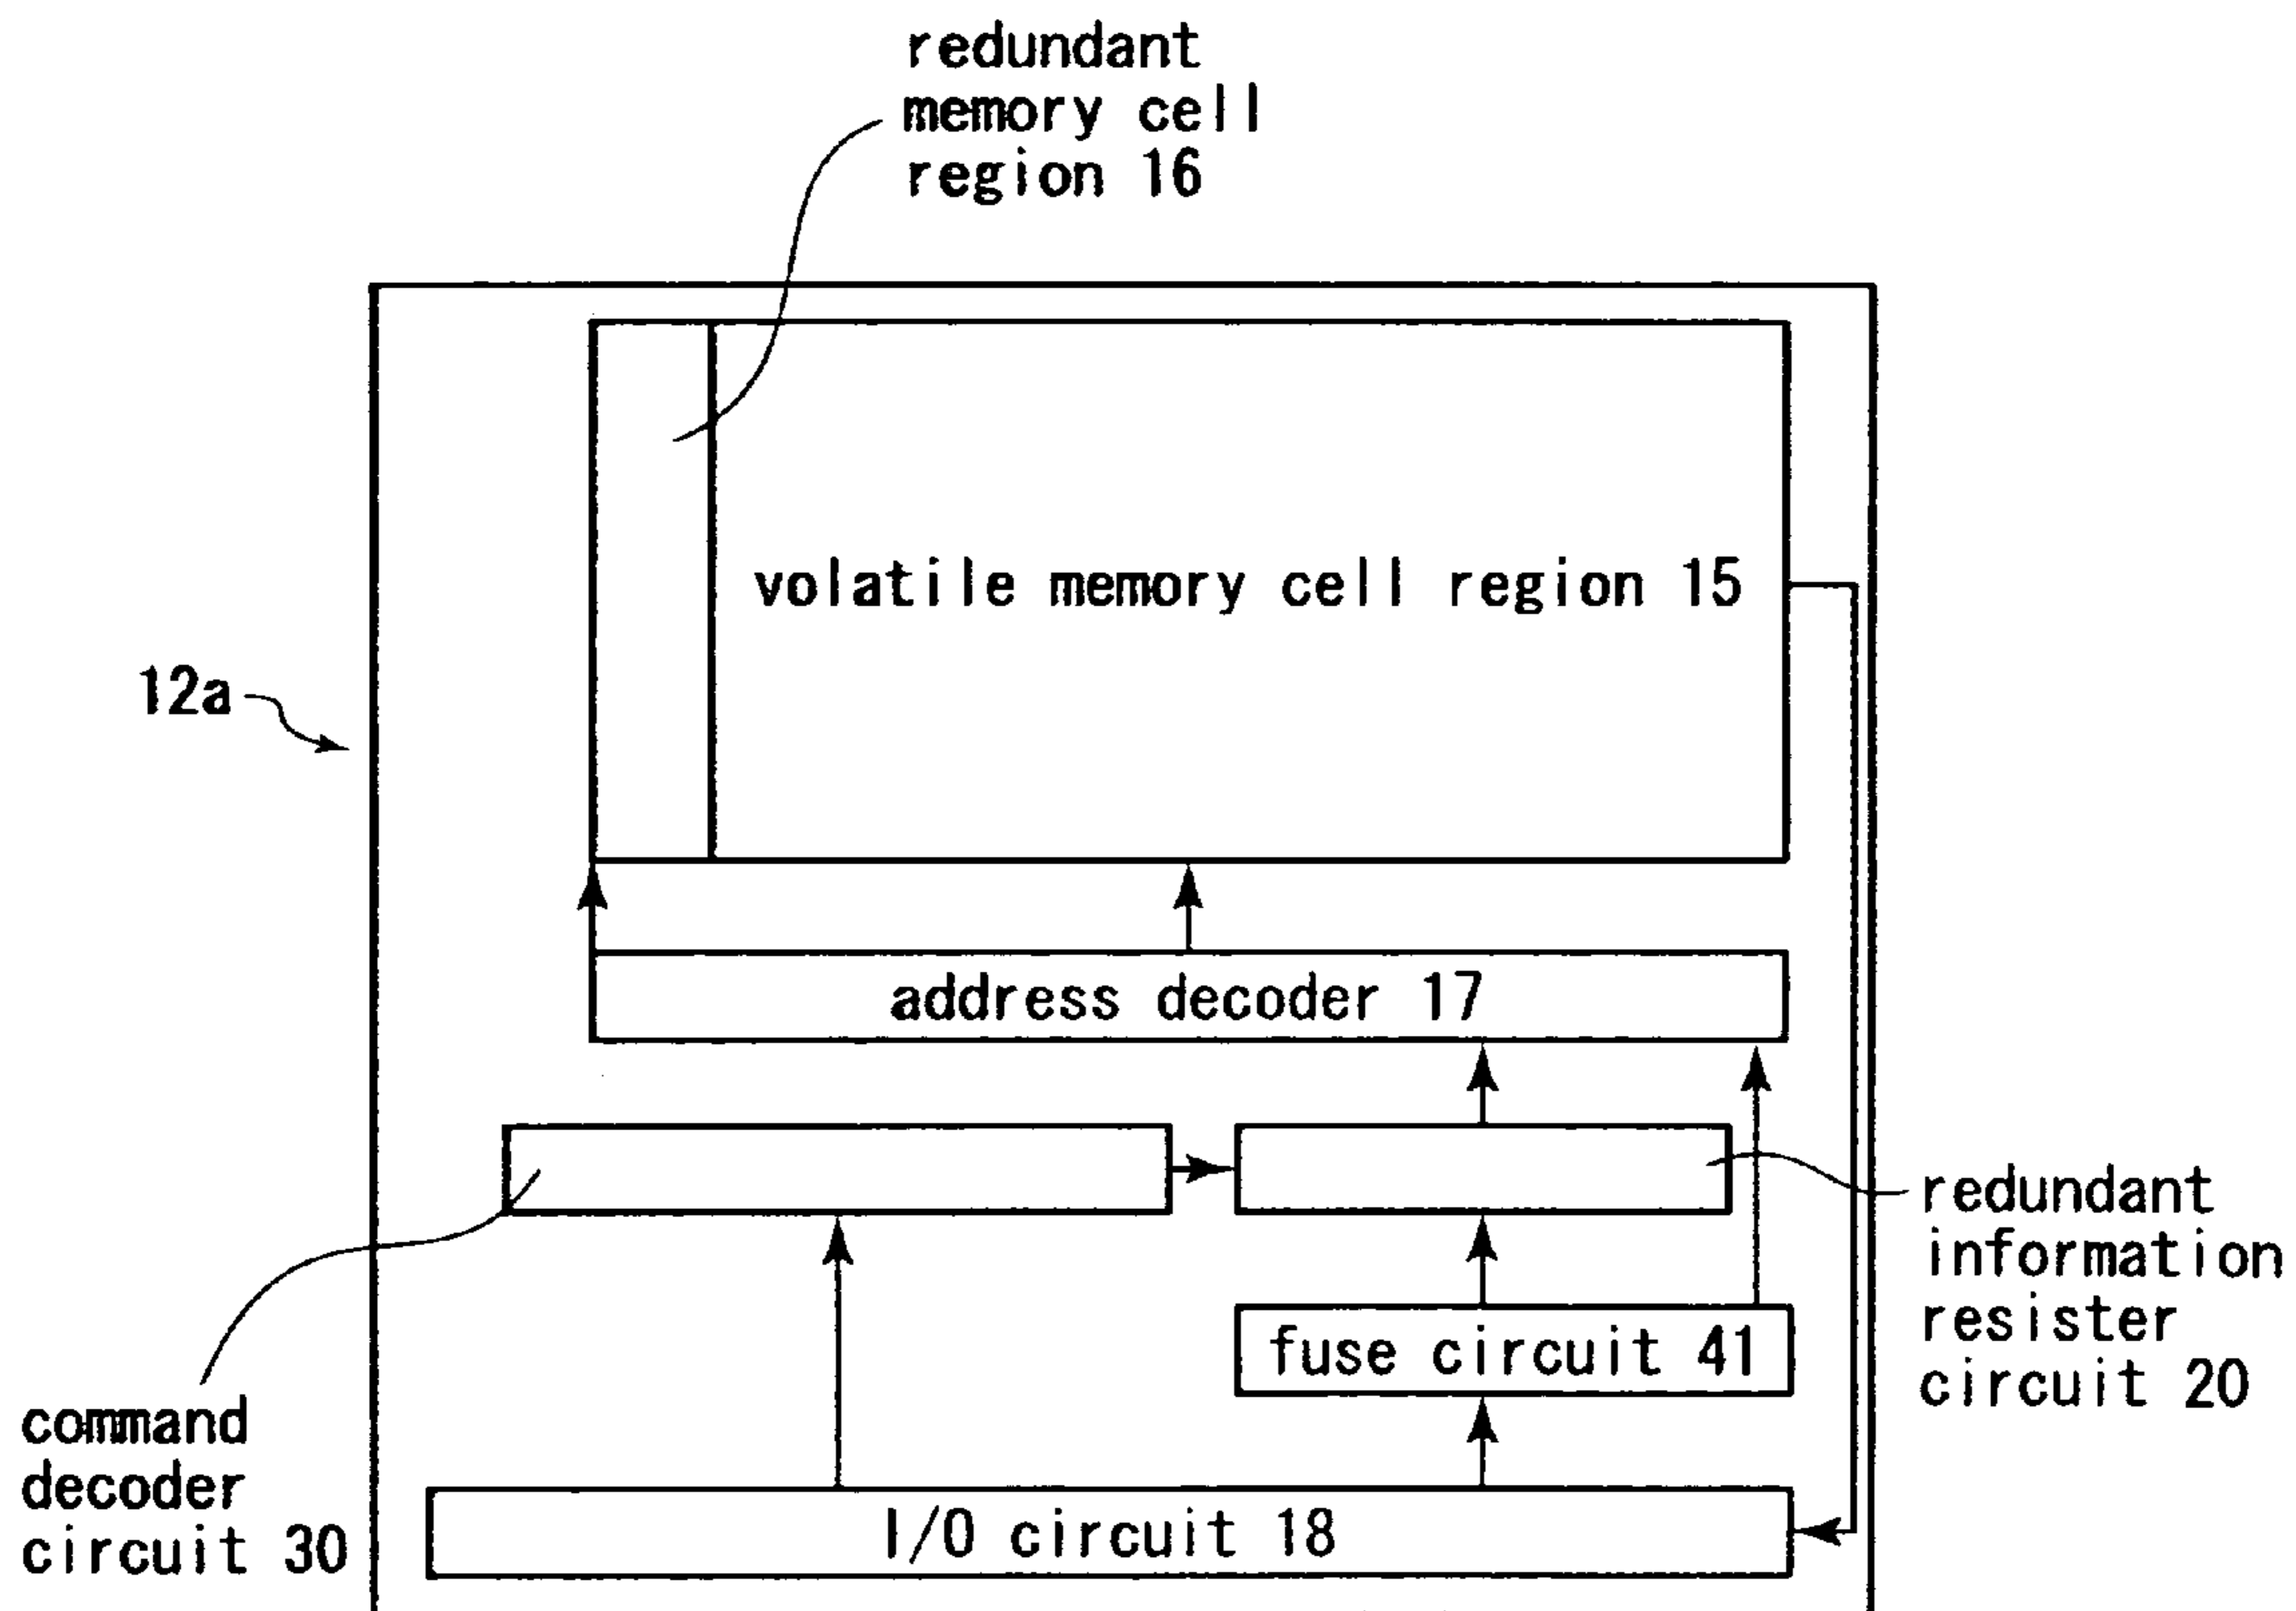 redundant
memory cell
region 16
volatile memory cell region 15
12a
address decoder 17
redundant
information
resister
circuit 20
fuse circuit 41
command
decoder
circuit 30
I/O circuit 18